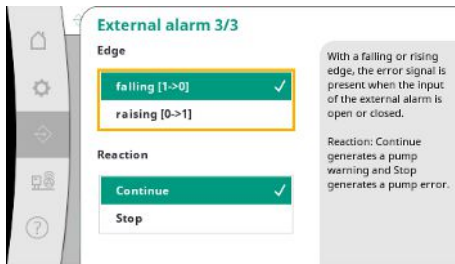 External alarm 3/3
Edge
falling [1->0]
raising [0->1]
Reaction
Continue
Stop
With a falling or rising
edge, the error signal is
present when the input
of the external alarm is
open or closed.
Reaction: Continue
generates a pump
warning and Stop
generates a pump error.
?